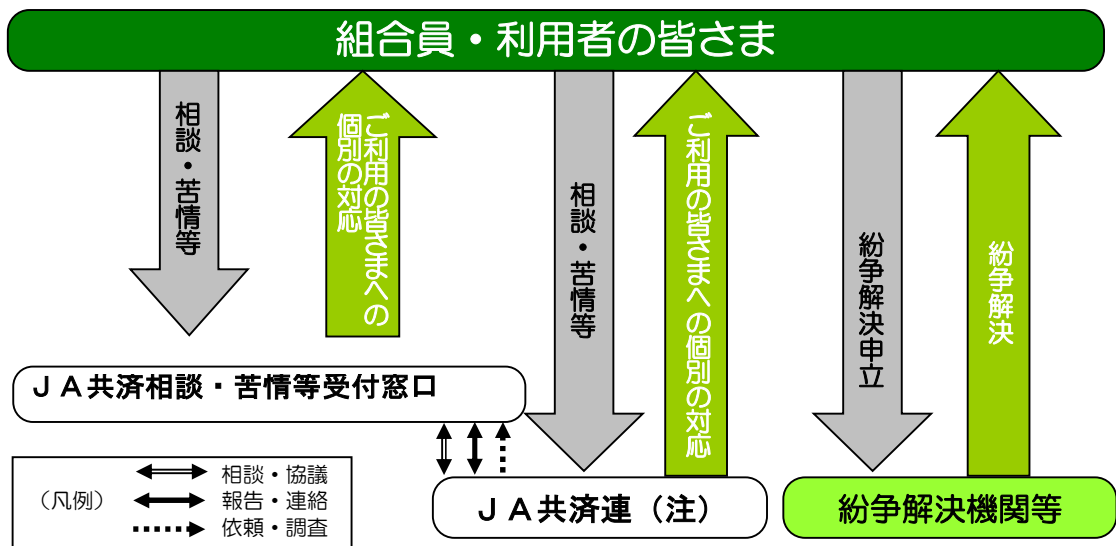 組合員・利用者の皆さま
相談・苦情等
ご利用の皆さまへの
個別の対応
相談・苦情等
ご利用の皆さまへの個別の対応
紛争解決申立
紛争解決
ＪＡ共済相談・苦情等受付窓口
ＪＡ共済連（注）
紛争解決機関等
（凡例）
相談・協議
報告・連絡
依頼・調査